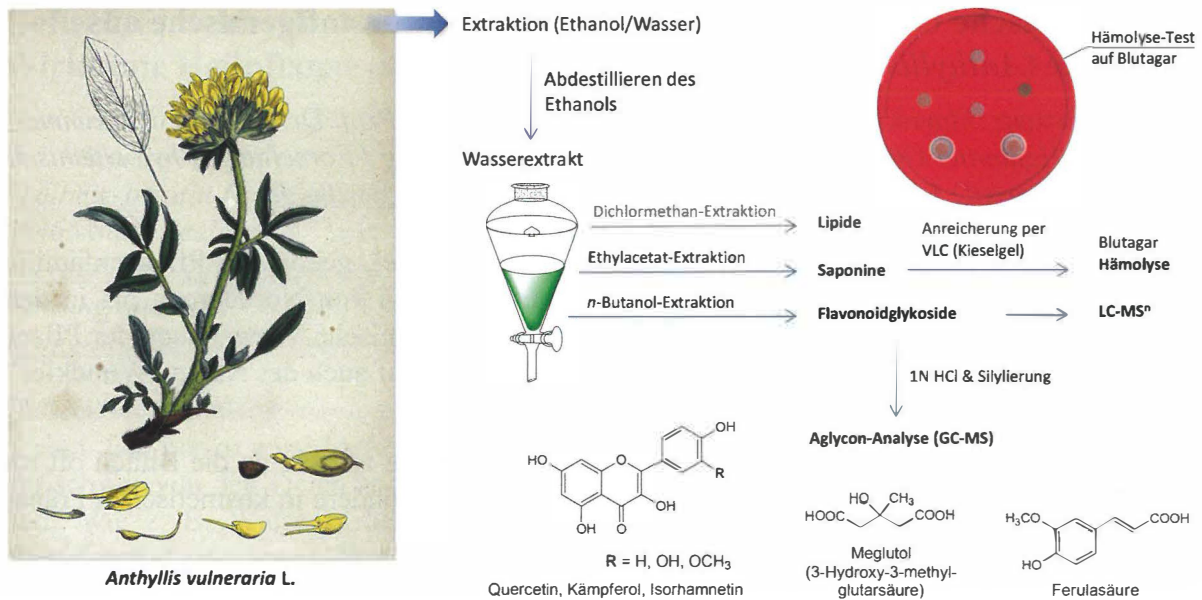 Extraktion (Ethanol/Wasser)
Abdestillieren des
Ethanols
Wasserextrakt
Hämolyse-Test
auf Blutagar
Dichlormethan-Extraktion
Lipide
Anreicherung per
VLC (Kieselgel)
Ethylacetat-Extraktion
Saponine
Blutagar
Hämolyse
n-Butanol-Extraktion
Flavonoidglykoside
LC-MSⁿ
1N HCl & Silylierung
Aglycon-Analyse (GC-MS)
OH
HO
O
R
OH
OH
O
R = H, OH, OCH₃
Quercetin, Kämpferol, Isorhamnetin
HO
CH₃
HOOC
COOH
Meglutol
(3-Hydroxy-3-methyl-
glutarsäure)
H₃CO
COOH
HO
Ferulasäure
Anthyllis vulneraria L.